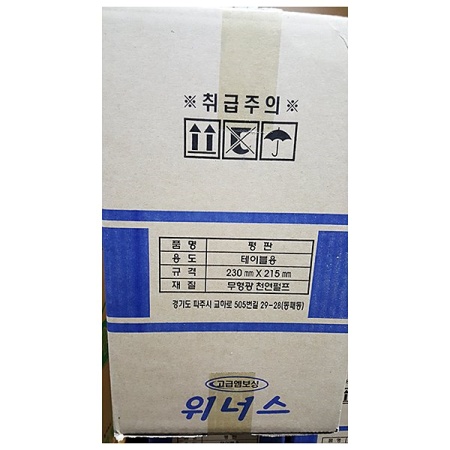 ※취급주의※
품 명 평 판
용 도 테이블용
규 격 230㎜ X 215㎜
재 질 무형광 천연펄프
경기도 파주시 교하로 505번길 29-28(동패동)
고급엠보싱
위너스